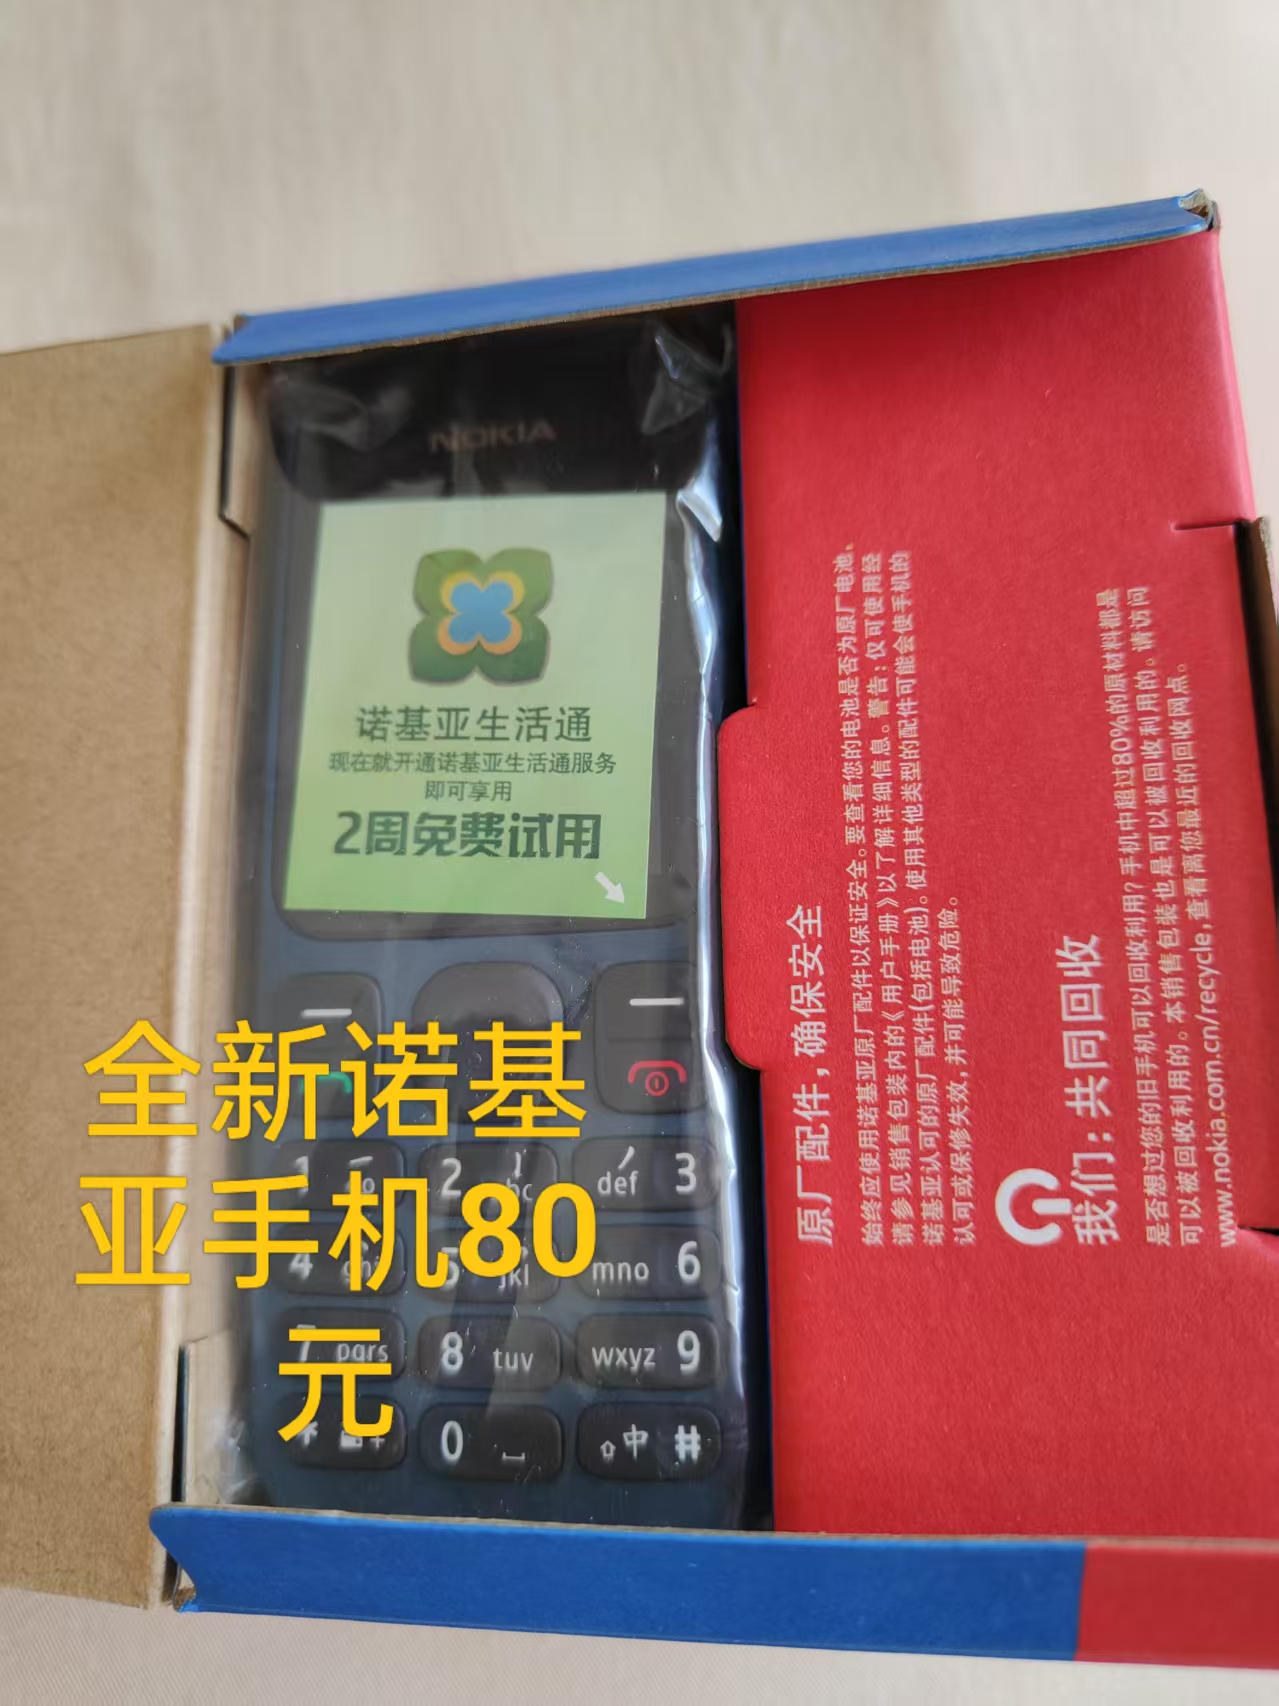 NOKIA
诺基亚生活通
现在就开通诺基亚生活通服务
即可享用
2周免费试用
全新诺基
亚手机80
元
1
2
def 3
4
5 jkl
mno 6
7 pqrs
8 tuv
wxyz 9
0
中 #
原厂配件，确保安全
始终应使用诺基亚原厂配件以保证安全。要查看您的电池是否为原厂电池，
请参见销售包装内的《用户手册》以了解详细信息。警告：仅可使用经
诺基亚认可的原厂配件(包括电池)。使用其他类型的配件可能会使手机的
认可或保修失效，并可能导致危险。
我们：共同回收
是否想过您的旧手机可以回收利用？手机中超过80%的原材料都是
可以被回收利用的。本销售包装也是可以被回收利用的。请访问
www.nokia.com.cn/recycle，查看离您最近的回收网点。